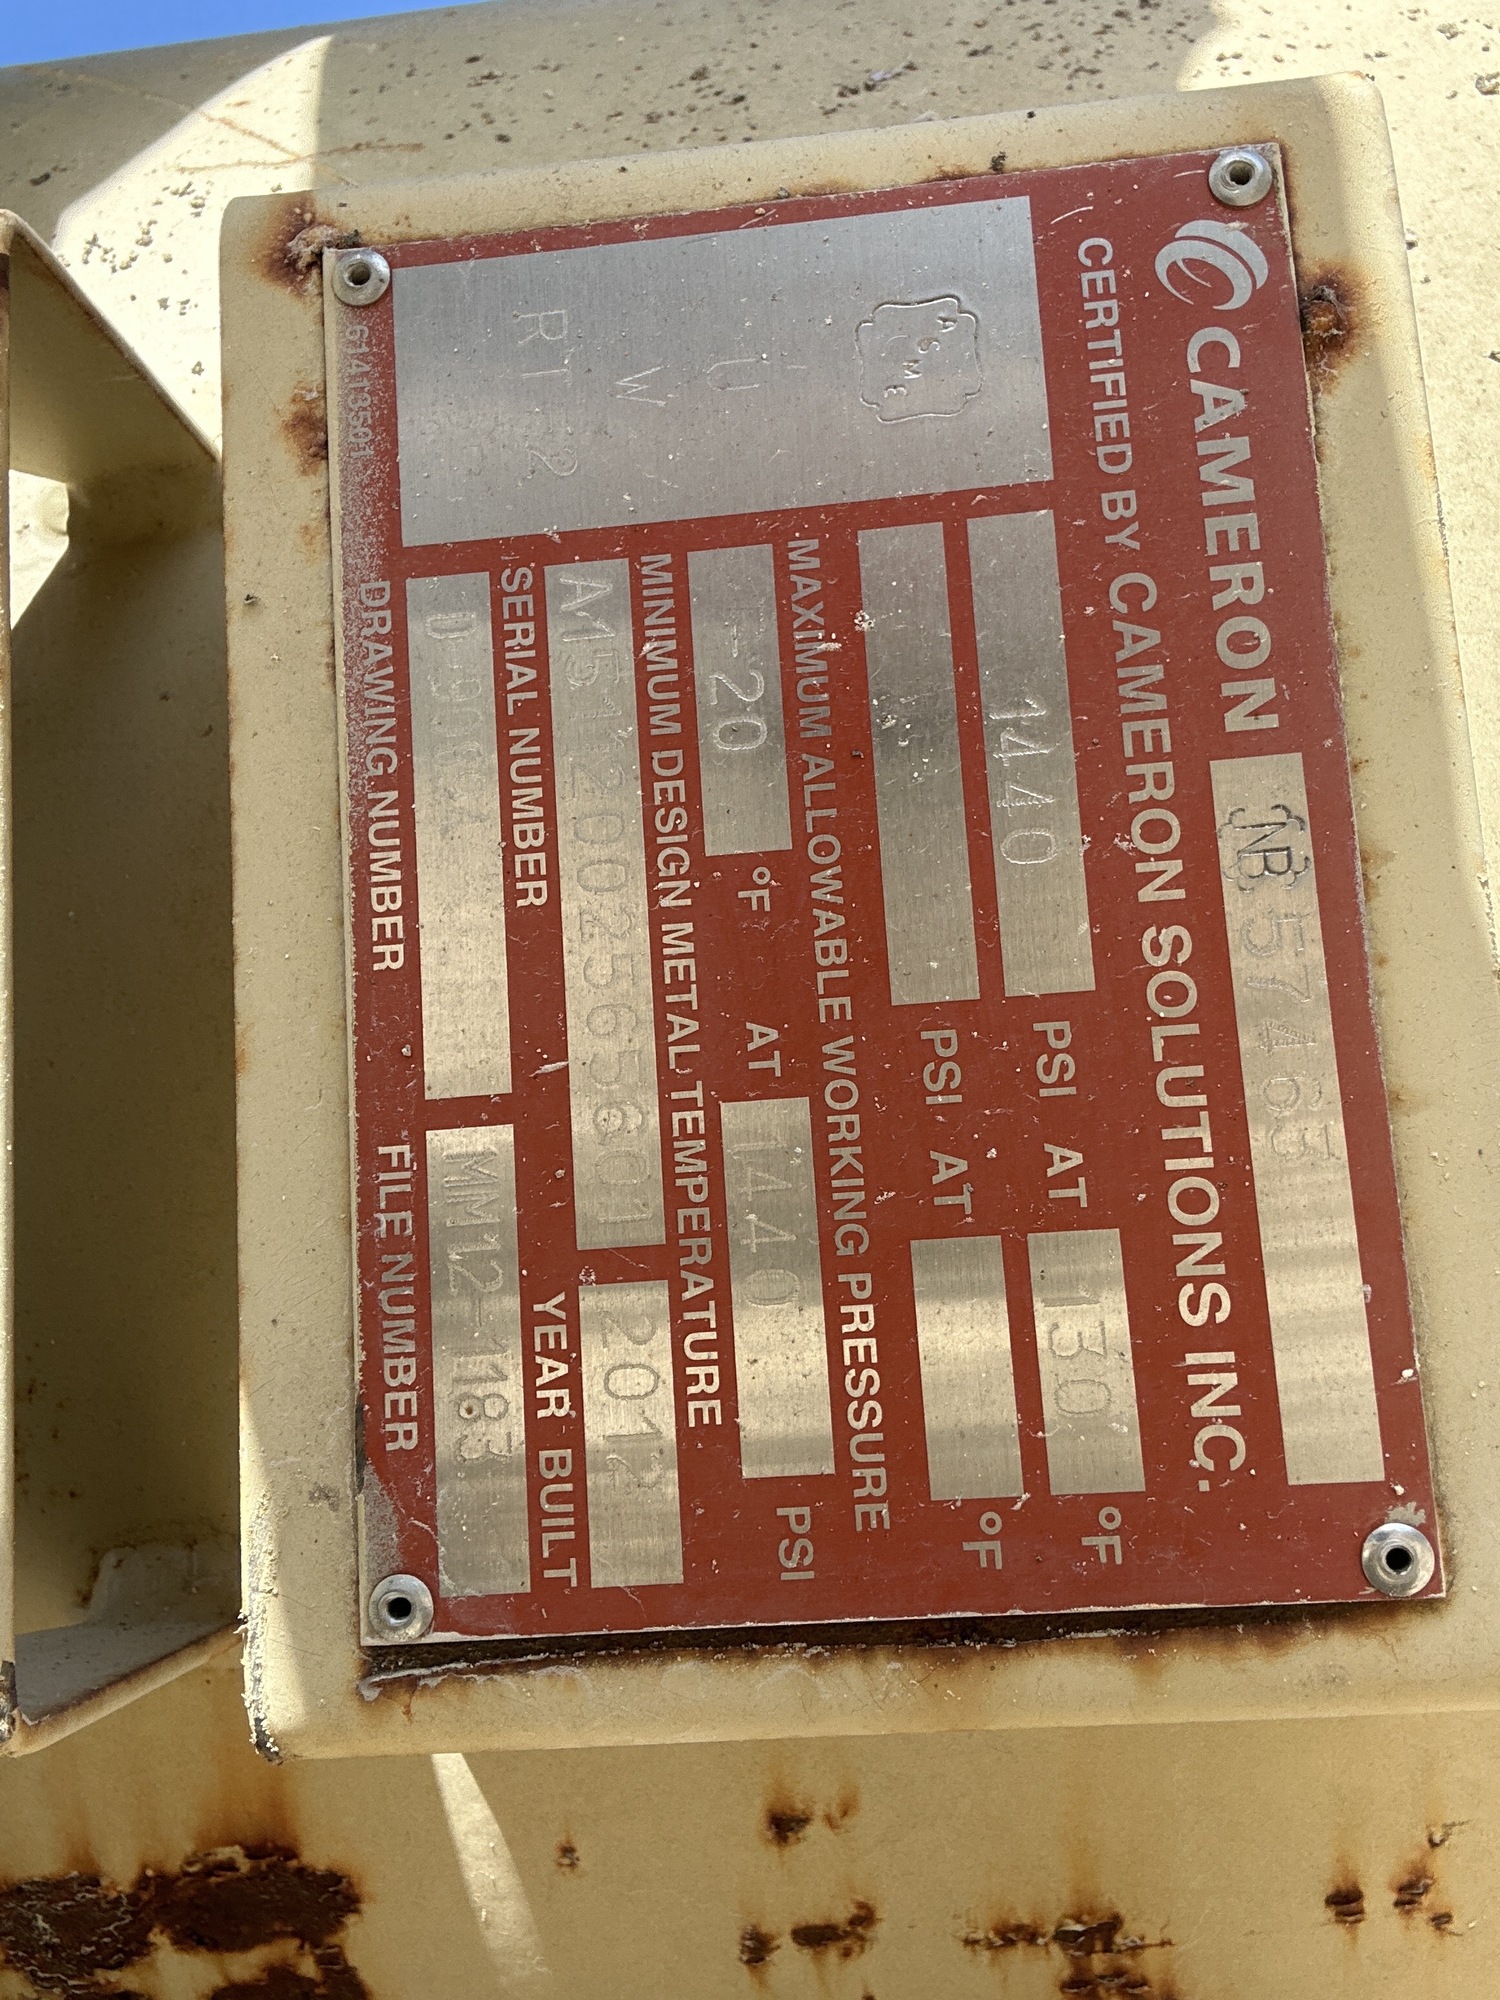 CAMERON
NB 57463
CERTIFIED BY CAMERON SOLUTIONS INC.
ASME
U
W
RT-2
1440 PSI AT 130 °F
PSI AT °F
MAXIMUM ALLOWABLE WORKING PRESSURE
-20 °F AT 1440 PSI
MINIMUM DESIGN METAL TEMPERATURE
2012
SERIAL NUMBER YEAR BUILT
MM12-1183
DRAWING NUMBER FILE NUMBER